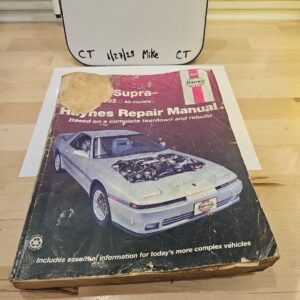 CT 1/27/25 Mike CT
Supra
All models
Haynes Repair Manual
Based on a complete teardown and rebuild
Includes essential information for today's more complex vehicles